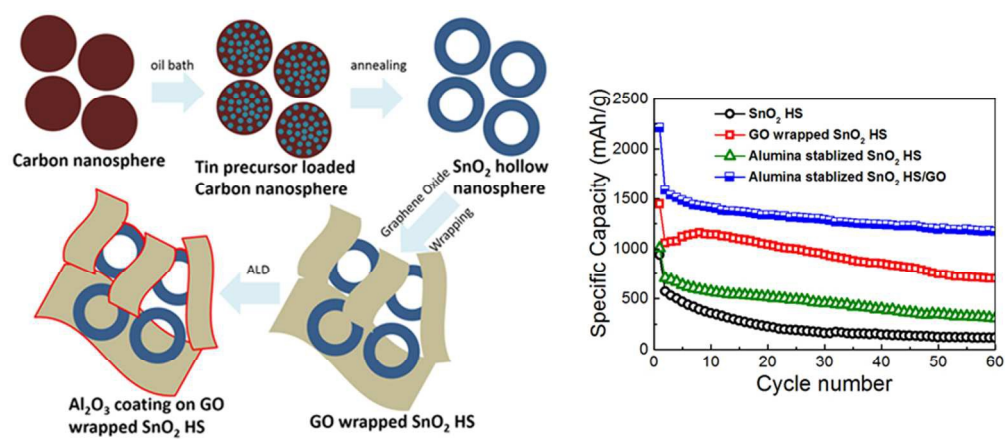 oil bath
annealing
Carbon nanosphere
Tin precursor loaded
Carbon nanosphere
SnO₂ hollow
nanosphere
Graphene Oxide
Wrapping
ALD
Al₂O₃ coating on GO
wrapped SnO₂ HS
GO wrapped SnO₂ HS
Specific Capacity (mAh/g)
2500
2000
1500
1000
500
0
0
10
20
30
40
50
60
Cycle number
SnO₂ HS
GO wrapped SnO₂ HS
Alumina stablized SnO₂ HS
Alumina stablized SnO₂ HS/GO